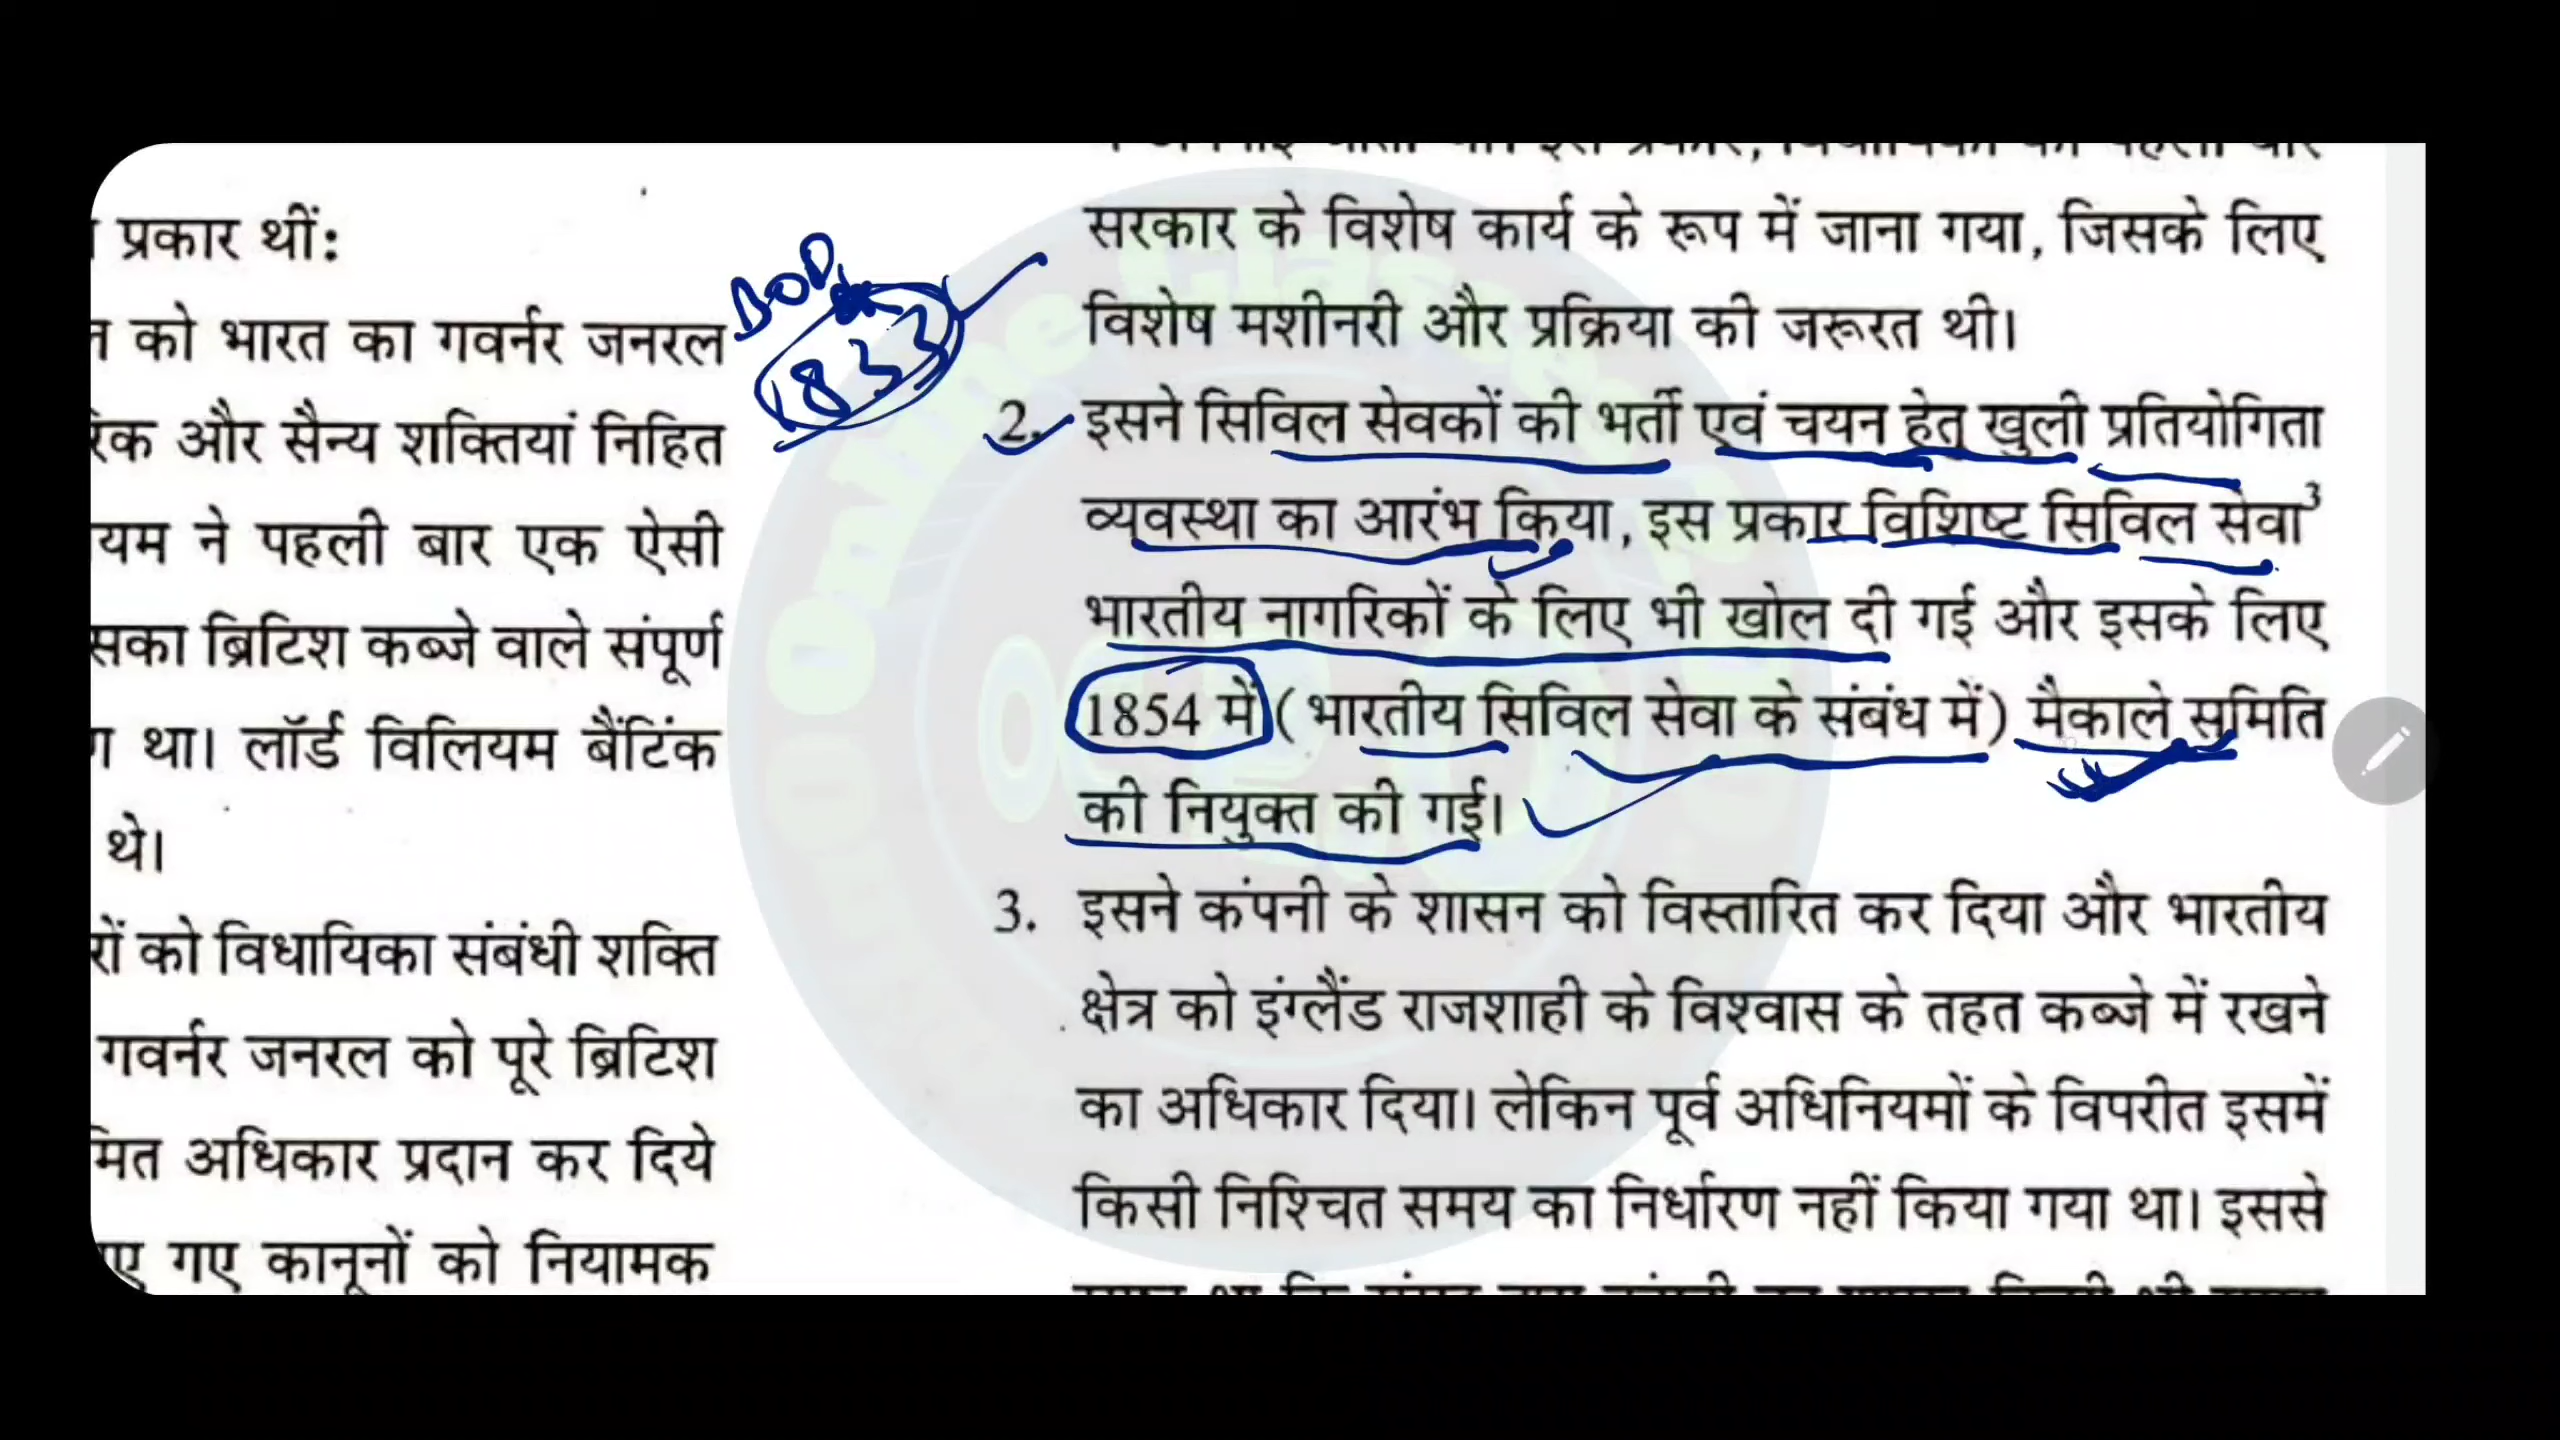 प्रकार थीं:
को भारत का गवर्नर जनरल
और सैन्य शक्तियां निहित
यम ने पहली बार एक ऐसी
सका ब्रिटिश कब्जे वाले संपूर्ण
था। लॉर्ड विलियम बैंटिंक
थे।
रों को विधायिका संबंधी शक्ति
गवर्नर जनरल को पूरे ब्रिटिश
मित अधिकार प्रदान कर दिये
गए कानूनों को नियामक
BOD
1833
सरकार के विशेष कार्य के रूप में जाना गया, जिसके लिए
विशेष मशीनरी और प्रक्रिया की जरूरत थी।
2. इसने सिविल सेवकों की भर्ती एवं चयन हेतु खुली प्रतियोगिता
व्यवस्था का आरंभ किया, इस प्रकार विशिष्ट सिविल सेवा³
भारतीय नागरिकों के लिए भी खोल दी गई और इसके लिए
1854 में (भारतीय सिविल सेवा के संबंध में) मैकाले समिति
की नियुक्त की गई।
3. इसने कंपनी के शासन को विस्तारित कर दिया और भारतीय
क्षेत्र को इंग्लैंड राजशाही के विश्वास के तहत कब्जे में रखने
का अधिकार दिया। लेकिन पूर्व अधिनियमों के विपरीत इसमें
किसी निश्चित समय का निर्धारण नहीं किया गया था। इससे